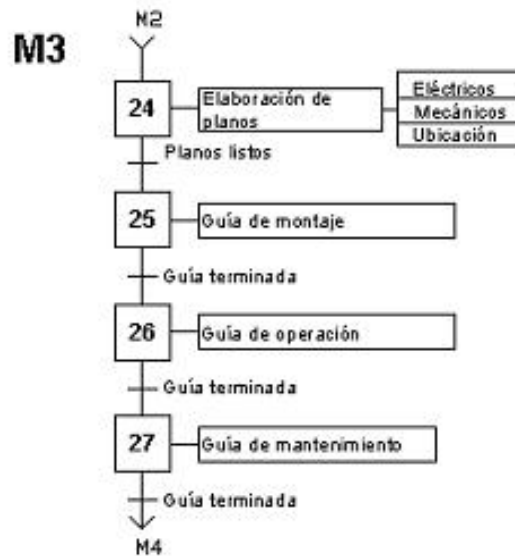 M2
M3
24
Elaboración de
planos
Eléctricos
Mecánicos
Ubicación
Planos listos
25
Guía de montaje
Guía terminada
26
Guía de operación
Guía terminada
27
Guía de mantenimiento
Guía terminada
M4